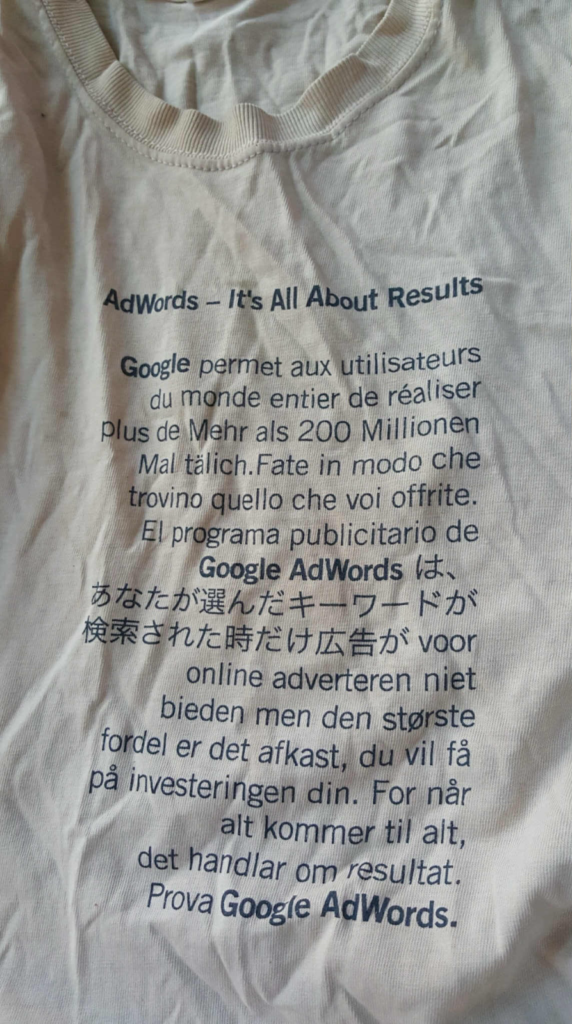 AdWords – It's All About Results
Google permet aux utilisateurs
du monde entier de réaliser
plus de Mehr als 200 Millionen
Mal tälich.Fate in modo che
trovino quello che voi offrite.
El programa publicitario de
Google AdWords は、
あなたが選んだキーワードが
検索された時だけ広告が voor
online adverteren niet
bieden men den største
fordel er det afkast, du vil få
på investeringen din. For når
alt kommer til alt,
det handlar om resultat.
Prova Google AdWords.